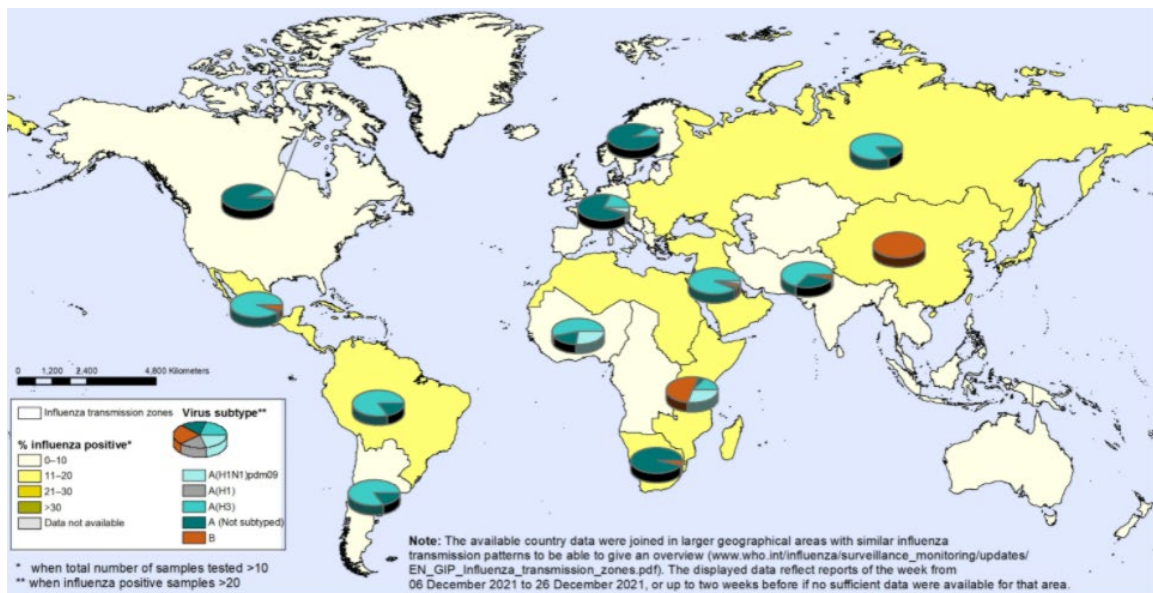 0 1,200 2,400 4,800 Kilometers
Influenza transmission zones
Virus subtype**
% influenza positive*
0–10
11–20
21–30
>30
Data not available
A(H1N1)pdm09
A(H1)
A(H3)
A (Not subtyped)
B
* when total number of samples tested >10
** when influenza positive samples >20
Note: The available country data were joined in larger geographical areas with similar influenza
transmission patterns to be able to give an overview (www.who.int/influenza/surveillance_monitoring/updates/
EN_GIP_Influenza_transmission_zones.pdf). The displayed data reflect reports of the week from
06 December 2021 to 26 December 2021, or up to two weeks before if no sufficient data were available for that area.